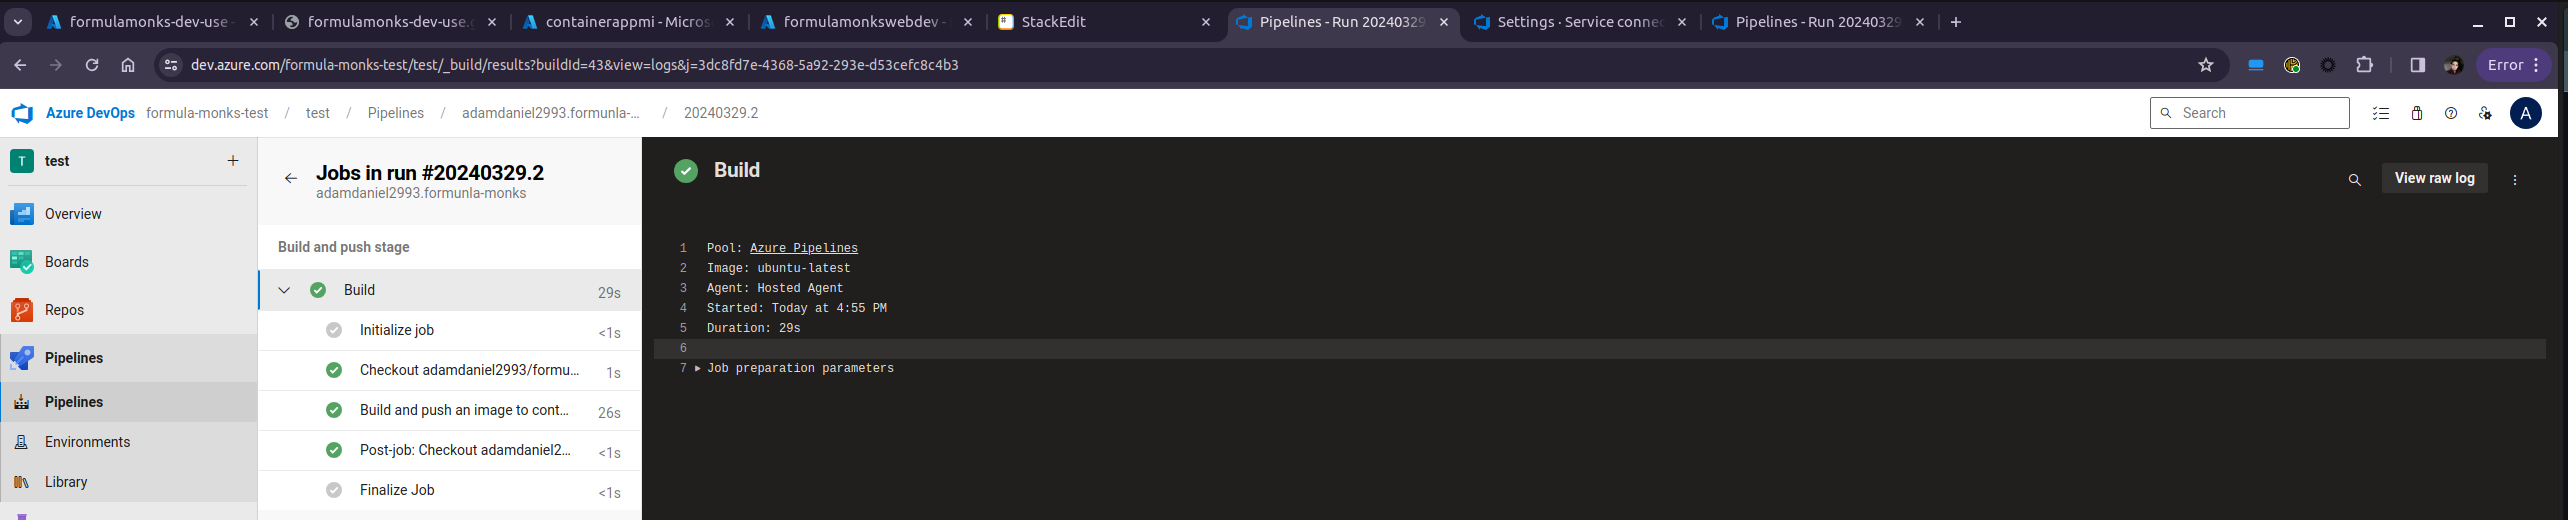 formulamonks-dev-use -
formulamonks-dev-use.
containerappmi - Micros
formulamonkswebdev -
StackEdit
Pipelines - Run 20240329
Settings · Service connec
Pipelines - Run 20240329
dev.azure.com/formula-monks-test/test/_build/results?buildId=43&view=logs&j=3dc8fd7e-4368-5a92-293e-d53cefc8c4b3
Error
Azure DevOps formula-monks-test / test / Pipelines / adamdaniel2993.formunla-... / 20240329.2
Search
A
T test
Overview
Boards
Repos
Pipelines
Pipelines
Environments
Library
Jobs in run #20240329.2
adamdaniel2993.formunla-monks
Build and push stage
Build 29s
Initialize job <1s
Checkout adamdaniel2993/formu... 1s
Build and push an image to cont... 26s
Post-job: Checkout adamdaniel2... <1s
Finalize Job <1s
Build
View raw log
1 Pool: Azure Pipelines
2 Image: ubuntu-latest
3 Agent: Hosted Agent
4 Started: Today at 4:55 PM
5 Duration: 29s
6
7 Job preparation parameters